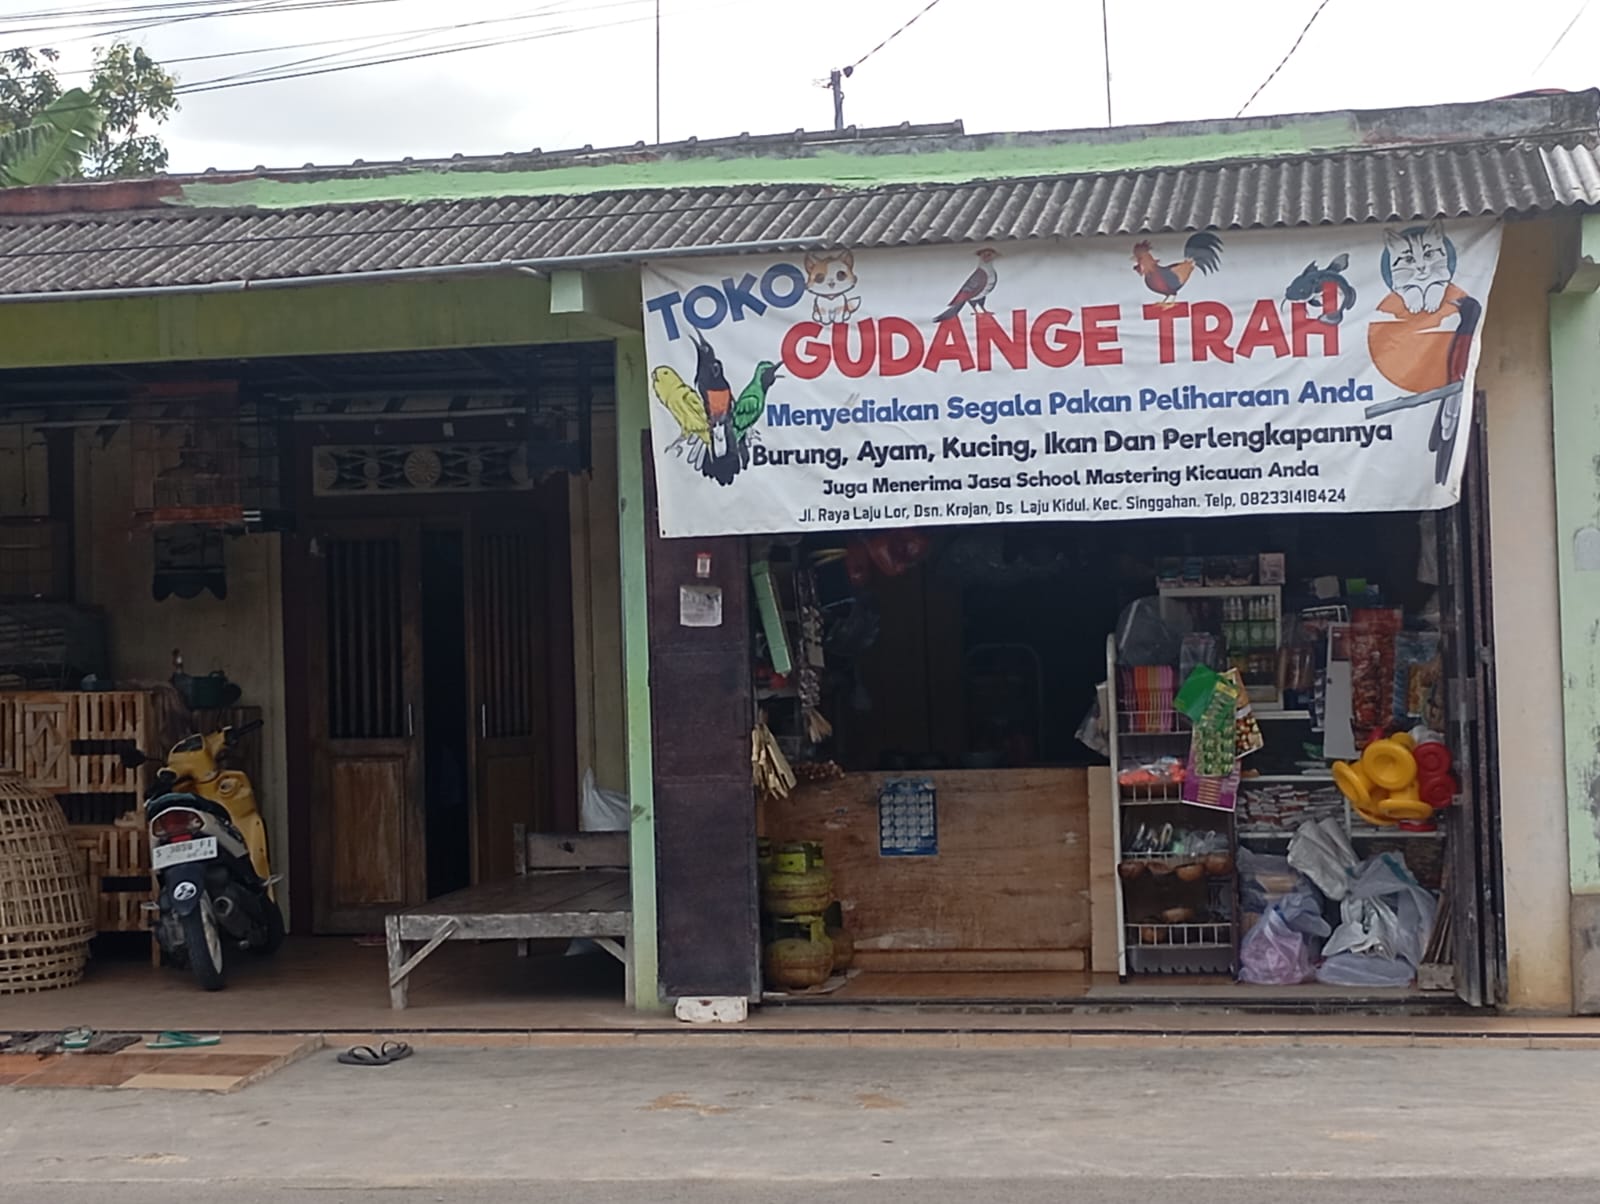 TOKO
GUDANGE TRAH
Menyediakan Segala Pakan Peliharaan Anda
Burung, Ayam, Kucing, Ikan Dan Perlengkapannya
Juga Menerima Jasa School Mastering Kicauan Anda
Jl. Raya Laju Lor, Dsn. Krajan, Ds. Laju Kidul. Kec. Singgahan. Telp, 082331418424